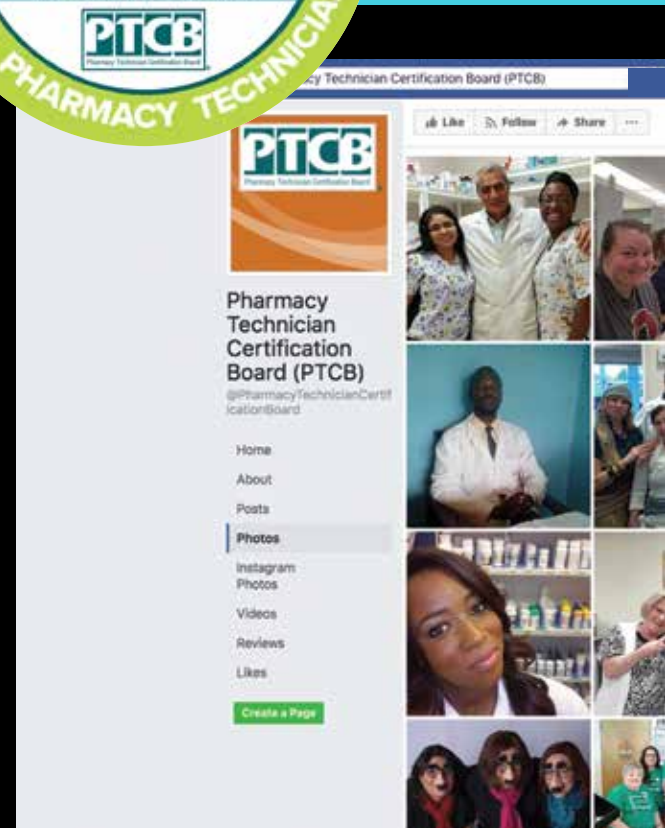 PTCB
Pharmacy Technician Certification Board
PHARMACY TECHNICIA
cy Technician Certification Board (PTCB)
Like Follow Share ...
PTCB
Pharmacy Technician Certification Board
Pharmacy
Technician
Certification
Board (PTCB)
@PharmacyTechnicianCertif
icationBoard
Home
About
Posts
Photos
Instagram
Photos
Videos
Reviews
Likes
Create a Page